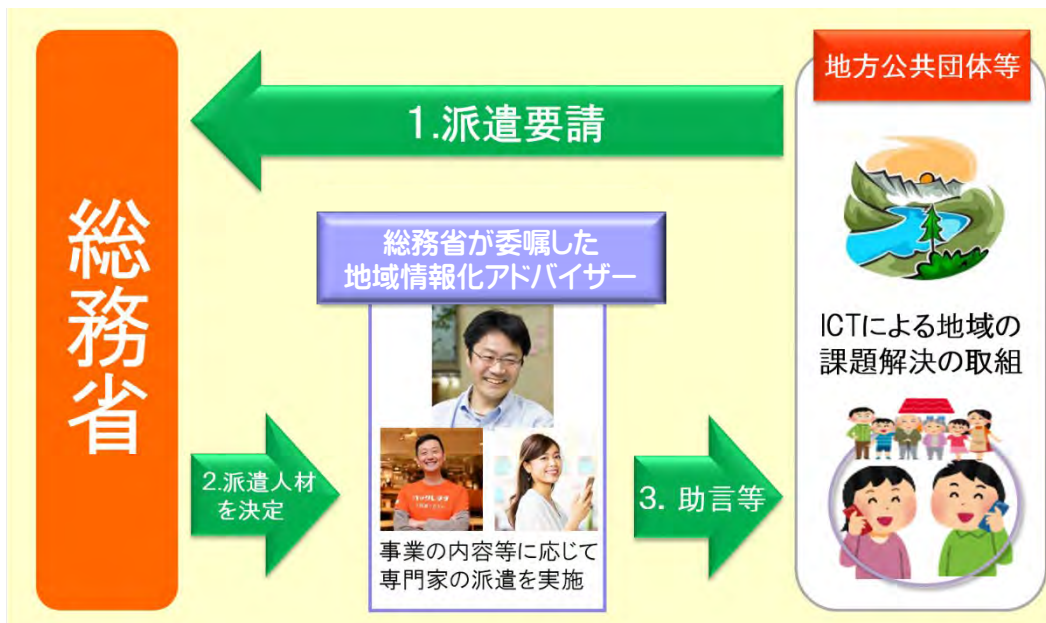 地方公共団体等
1.派遣要請
総務省
総務省が委嘱した
地域情報化アドバイザー
ICTによる地域の
課題解決の取組
2.派遣人材
を決定
3. 助言等
事業の内容等に応じて
専門家の派遣を実施